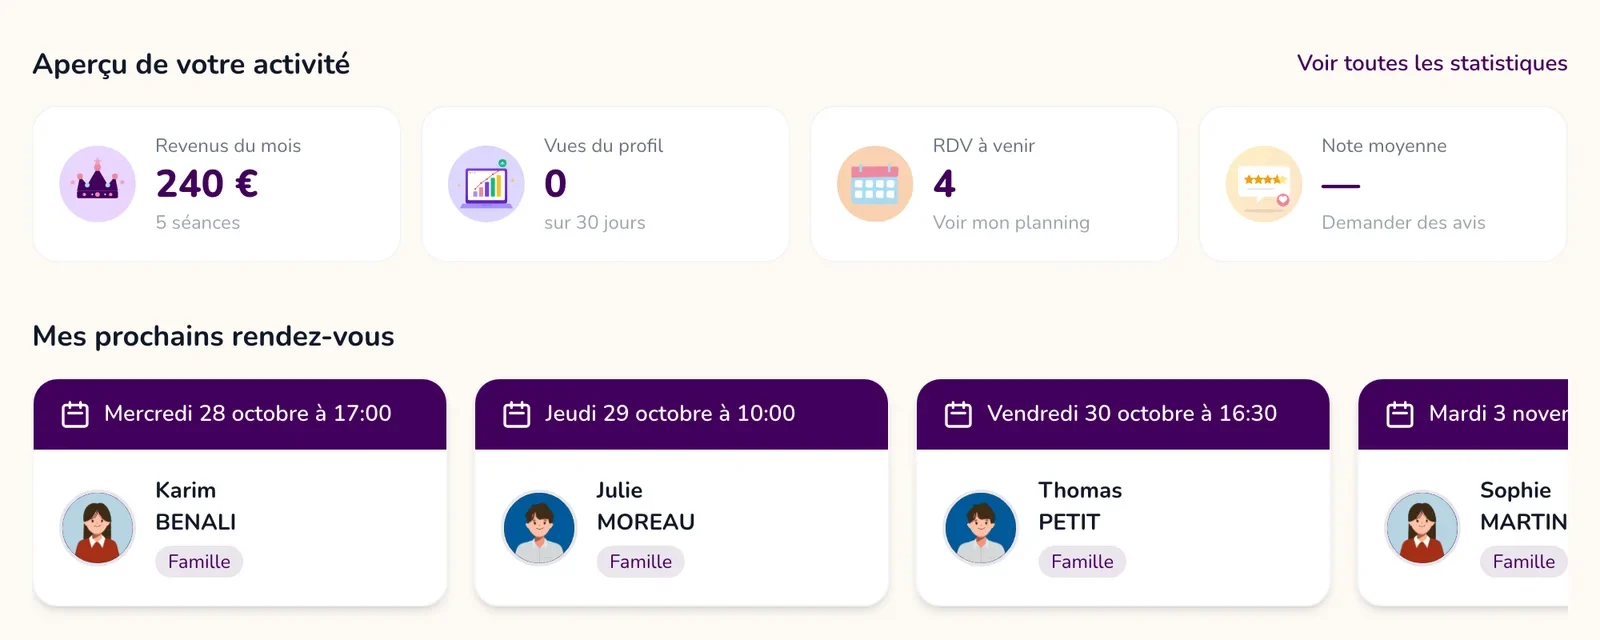 Aperçu de votre activité
Voir toutes les statistiques
Revenus du mois
240 €
5 séances
Vues du profil
0
sur 30 jours
RDV à venir
4
Voir mon planning
Note moyenne
—
Demander des avis
Mes prochains rendez-vous
Mercredi 28 octobre à 17:00
Karim
BENALI
Famille
Jeudi 29 octobre à 10:00
Julie
MOREAU
Famille
Vendredi 30 octobre à 16:30
Thomas
PETIT
Famille
Mardi 3
Sophie
MARTIN
Famille